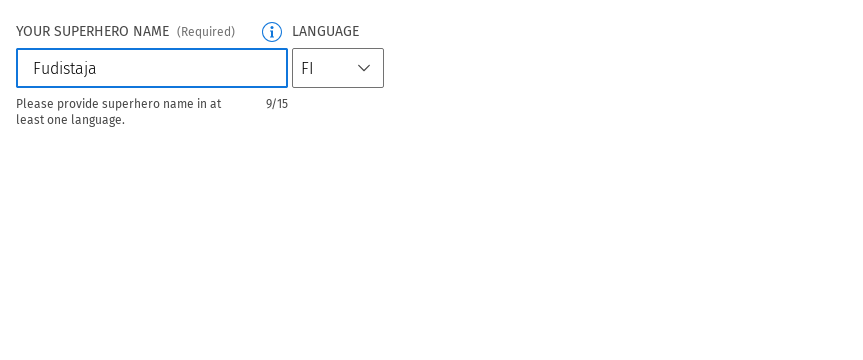 YOUR SUPERHERO NAME (Required) LANGUAGE
Fudistaja FI
Please provide superhero name in at 9/15
least one language.